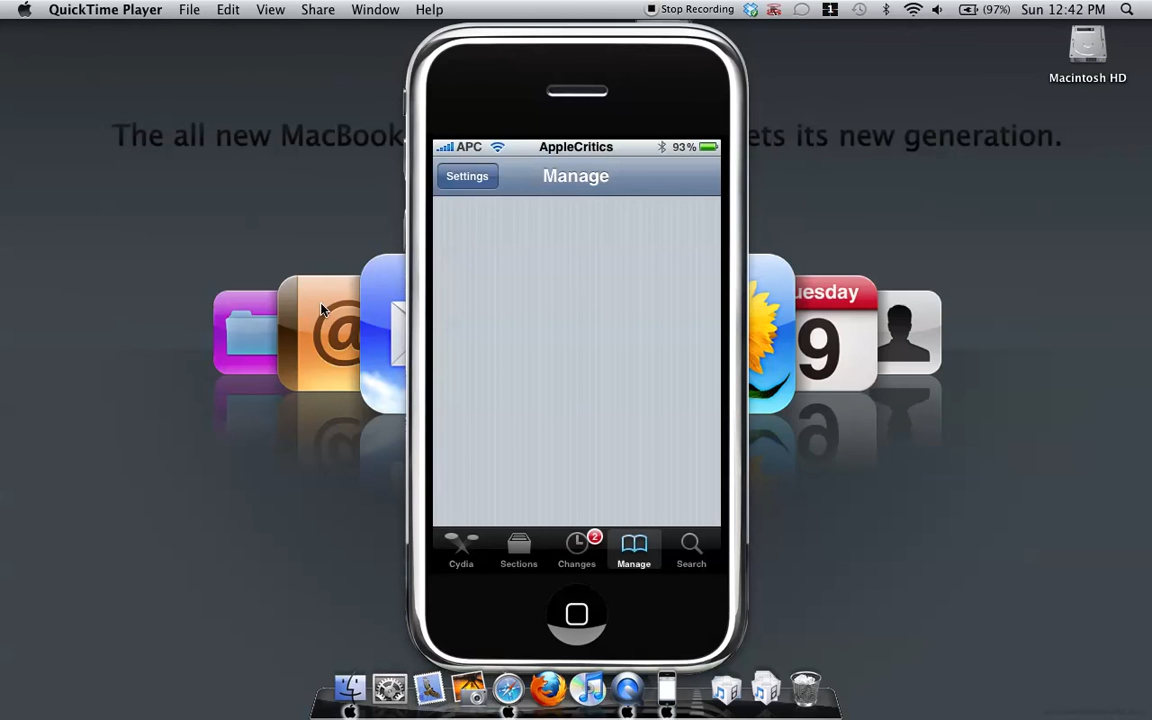 QuickTime Player File Edit View Share Window Help Stop Recording 1 (97%) Sun 12:42 PM
Macintosh HD
The all new MacBook ets its new generation.
APC AppleCritics 93%
Settings Manage
uesday
9
@
2
Cydia Sections Changes Manage Search